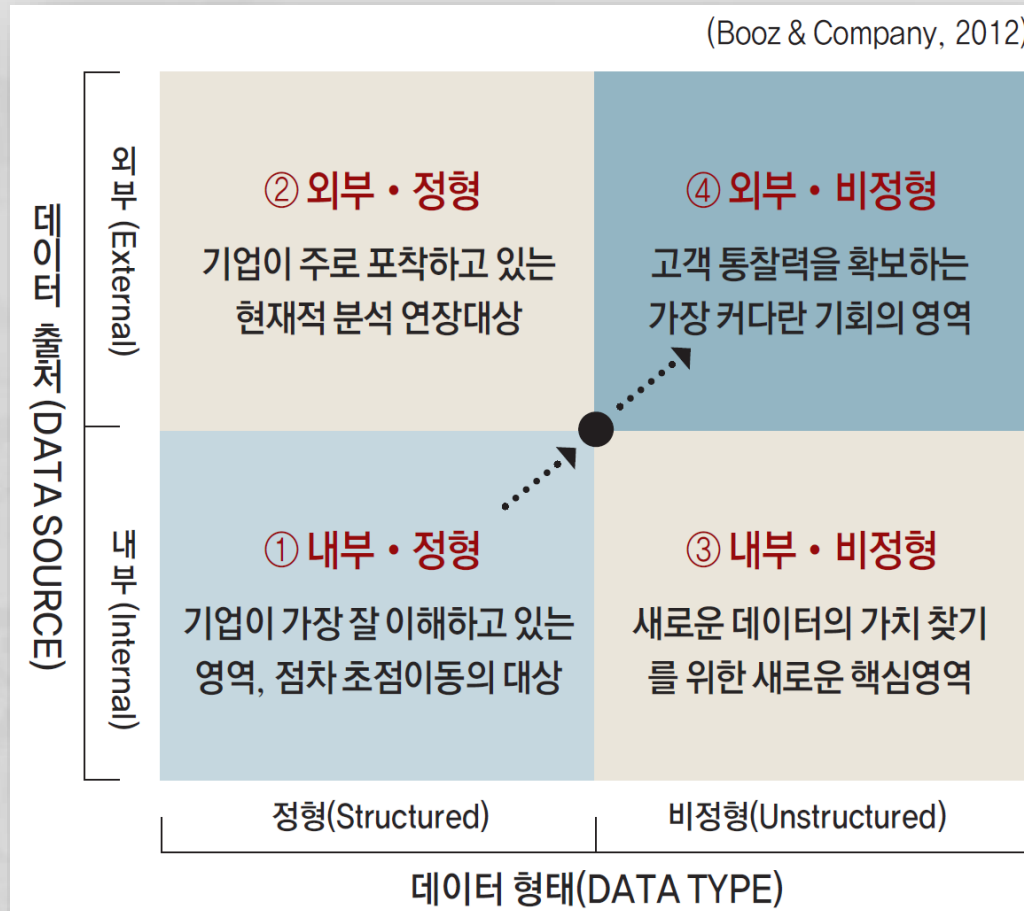 (Booz & Company, 2012)
② 외부 • 정형
기업이 주로 포착하고 있는
현재적 분석 연장대상
④ 외부 • 비정형
고객 통찰력을 확보하는
가장 커다란 기회의 영역
데이터 출처(DATA SOURCE)
외부 (External)
내부 (Internal)
① 내부 • 정형
기업이 가장 잘 이해하고 있는
영역, 점차 초점이동의 대상
③ 내부 • 비정형
새로운 데이터의 가치 찾기
를 위한 새로운 핵심영역
정형(Structured)
비정형(Unstructured)
데이터 형태(DATA TYPE)